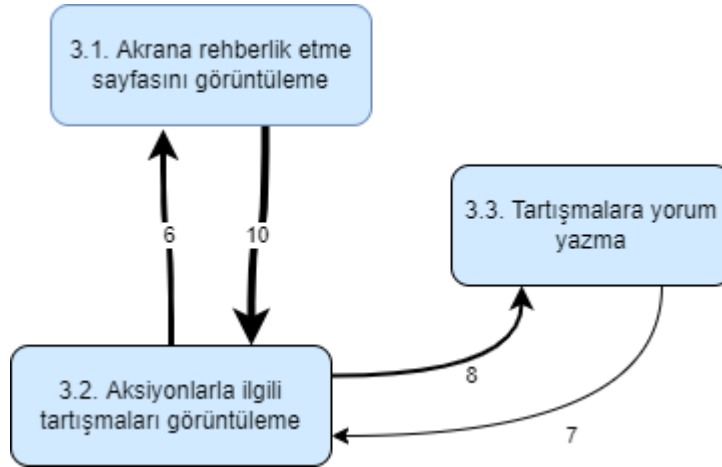 3.1. Akrana rehberlik etme
sayfasını görüntüleme
3.3. Tartışmalara yorum
yazma
6
10
3.2. Aksiyonlarla ilgili
tartışmaları görüntüleme
8
7